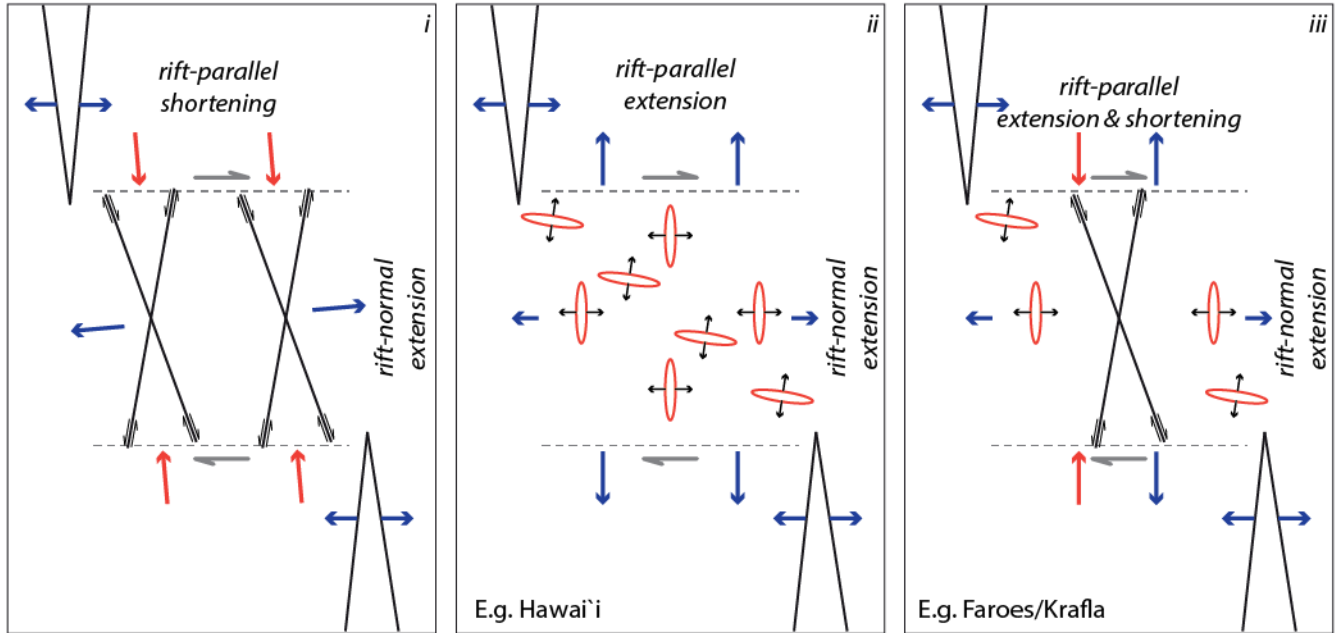 i
rift-parallel
shortening
rift-normal
extension
ii
rift-parallel
extension
rift-normal
extension
E.g. Hawai`i
iii
rift-parallel
extension & shortening
rift-normal
extension
E.g. Faroes/Krafla